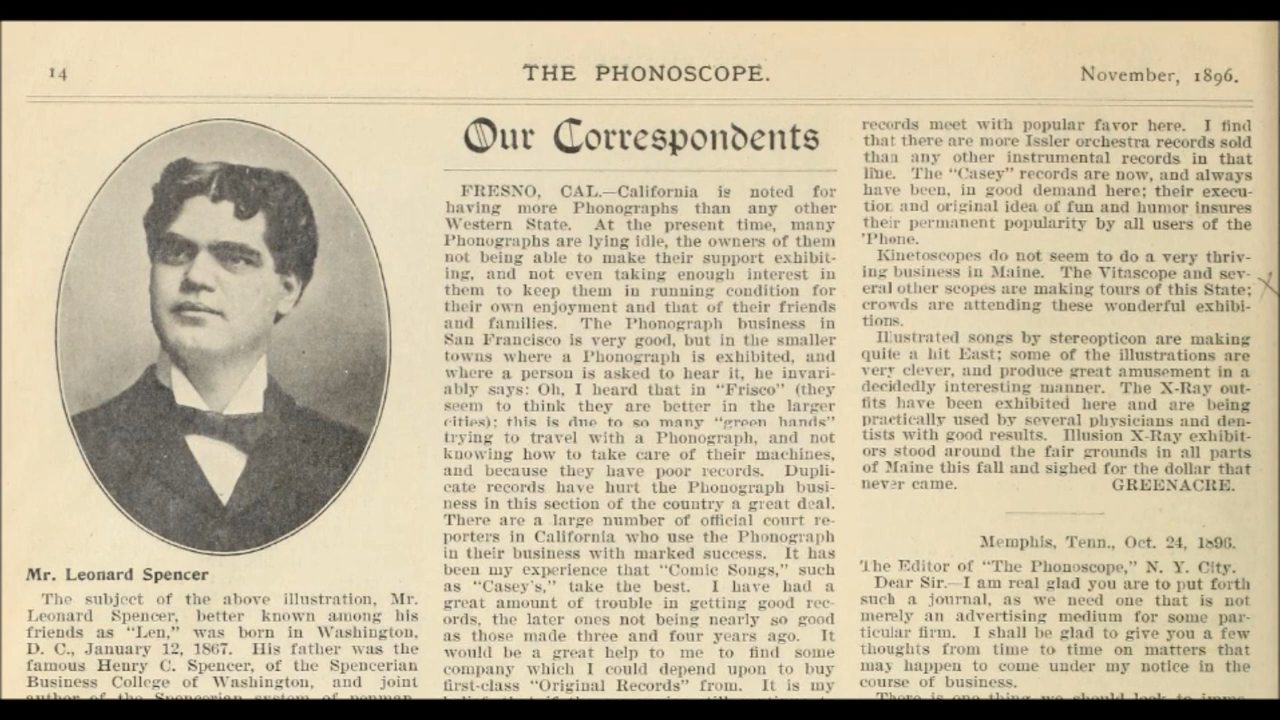 14
THE PHONOSCOPE.
November, 1896.
Mr. Leonard Spencer
The subject of the above illustration, Mr.
Leonard Spencer, better known among his
friends as "Len," was born in Washington,
D. C., January 12, 1867. His father was the
famous Henry C. Spencer, of the Spencerian
Business College of Washington, and joint
author of the Spencerian system of penman-
Our Correspondents
FRESNO, CAL.—California is noted for
having more Phonographs than any other
Western State. At the present time, many
Phonographs are lying idle, the owners of them
not being able to make their support exhibit-
ing, and not even taking enough interest in
them to keep them in running condition for
their own enjoyment and that of their friends
and families. The Phonograph business in
San Francisco is very good, but in the smaller
towns where a Phonograph is exhibited, and
where a person is asked to hear it, he invari-
ably says: Oh, I heard that in "Frisco" (they
seem to think they are better in the larger
cities); this is due to so many "green hands"
trying to travel with a Phonograph, and not
knowing how to take care of their machines,
and because they have poor records. Dupli-
cate records have hurt the Phonograph busi-
ness in this section of the country a great deal.
There are a large number of official court re-
porters in California who use the Phonograph
in their business with marked success. It has
been my experience that "Comic Songs," such
as "Casey's," take the best. I have had a
great amount of trouble in getting good rec-
ords, the later ones not being nearly so good
as those made three and four years ago. It
would be a great help to me to find some
company which I could depend upon to buy
first-class "Original Records" from. It is my
records meet with popular favor here. I find
that there are more Issler orchestra records sold
than any other instrumental records in that
line. The "Casey" records are now, and always
have been, in good demand here; their execu-
tion and original idea of fun and humor insures
their permanent popularity by all users of the
'Phone.
Kinetoscopes do not seem to do a very thriv-
ing business in Maine. The Vitascope and sev-
eral other scopes are making tours of this State;
crowds are attending these wonderful exhibi-
tions.
Illustrated songs by stereopticon are making
quite a hit East; some of the illustrations are
very clever, and produce great amusement in a
decidedly interesting manner. The X-Ray out-
fits have been exhibited here and are being
practically used by several physicians and den-
tists with good results. Illusion X-Ray exhibit-
ors stood around the fair grounds in all parts
of Maine this fall and sighed for the dollar that
never came. GREENACRE.
Memphis, Tenn., Oct. 24, 1896.
The Editor of "The Phonoscope," N. Y. City.
Dear Sir.—I am real glad you are to put forth
such a journal, as we need one that is not
merely an advertising medium for some par-
ticular firm. I shall be glad to give you a few
thoughts from time to time on matters that
may happen to come under my notice in the
course of business.
There is one thing we should look to imme-